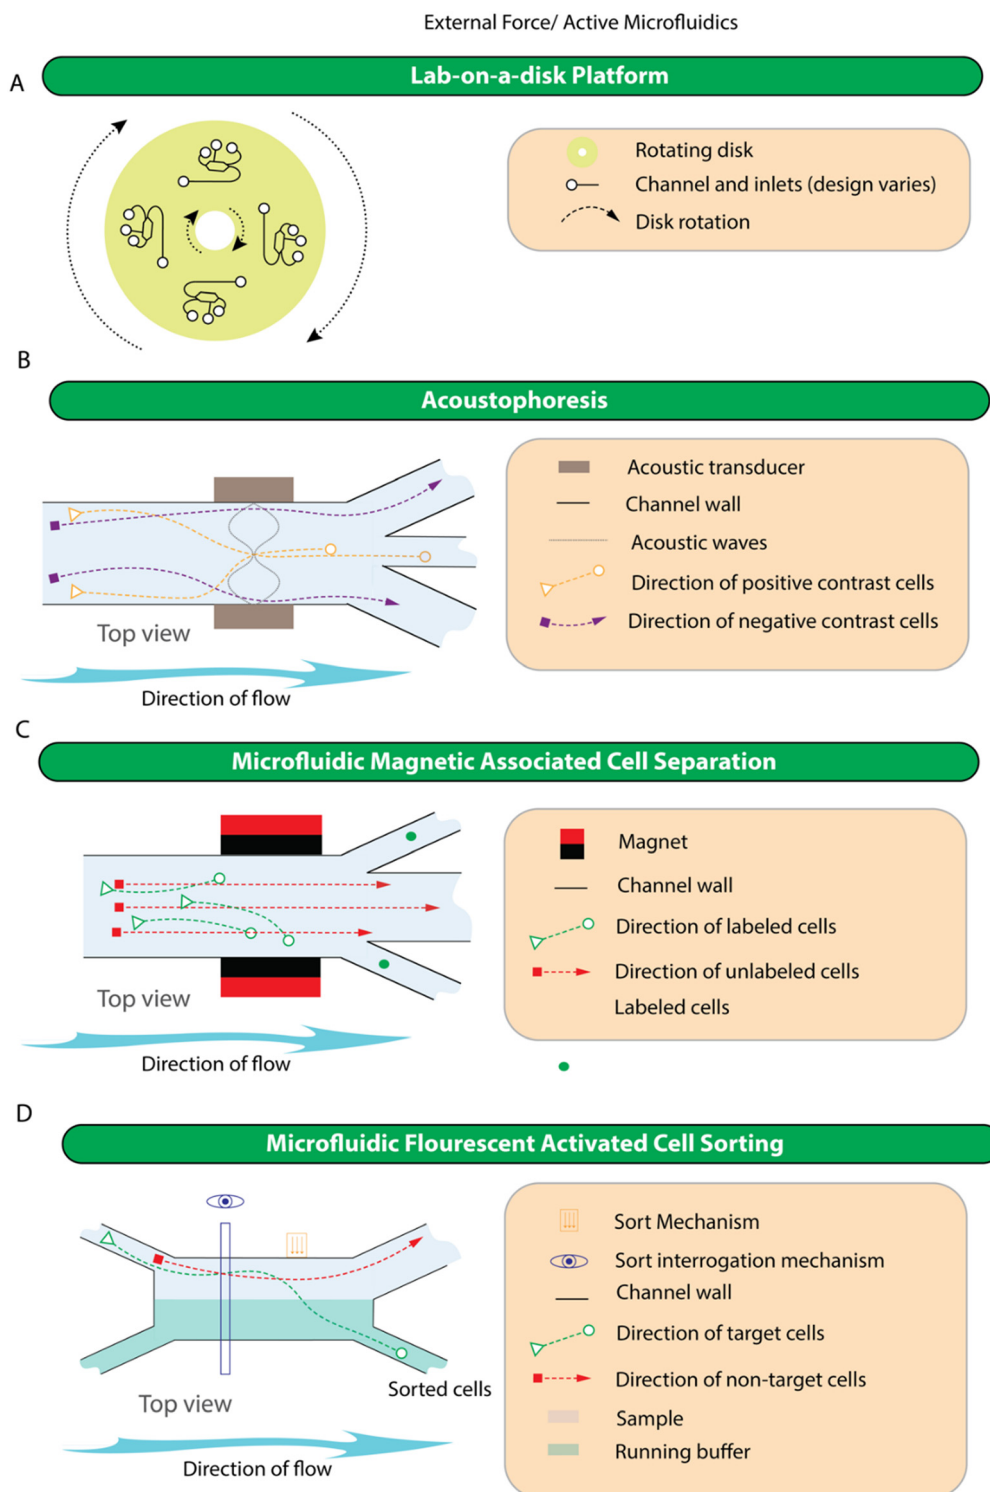 External Force/ Active Microfluidics
A
Lab-on-a-disk Platform
Rotating disk
Channel and inlets (design varies)
Disk rotation
B
Acoustophoresis
Acoustic transducer
Channel wall
Acoustic waves
Direction of positive contrast cells
Direction of negative contrast cells
Top view
Direction of flow
C
Microfluidic Magnetic Associated Cell Separation
Magnet
Channel wall
Direction of labeled cells
Direction of unlabeled cells
Labeled cells
Top view
Direction of flow
D
Microfluidic Flourescent Activated Cell Sorting
Sort Mechanism
Sort interrogation mechanism
Channel wall
Direction of target cells
Direction of non-target cells
Sample
Running buffer
Sorted cells
Top view
Direction of flow